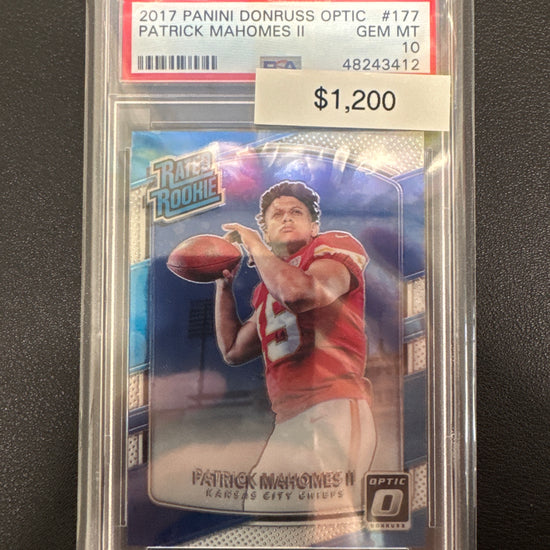 2017 PANINI DONRUSS OPTIC #177
PATRICK MAHOMES II GEM MT
10
48243412
$1,200
RATED
ROOKIE
15
PATRICK MAHOMES II
KANSAS CITY CHIEFS
OPTIC
DONRUSS